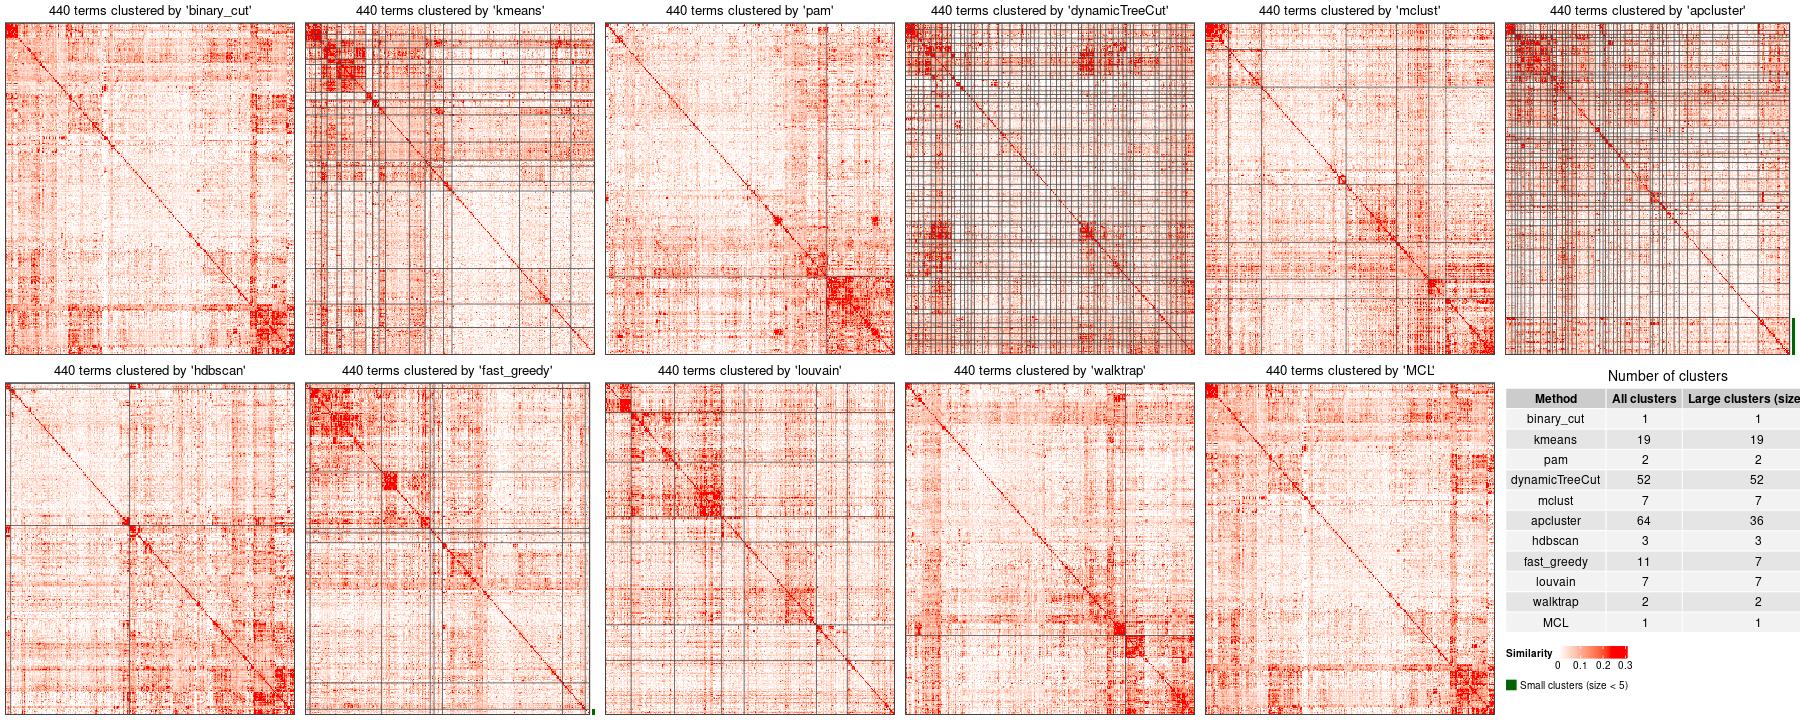 440 terms clustered by 'binary_cut'
440 terms clustered by 'kmeans'
440 terms clustered by 'pam'
440 terms clustered by 'dynamicTreeCut'
440 terms clustered by 'mclust'
440 terms clustered by 'apcluster'
440 terms clustered by 'hdbscan'
440 terms clustered by 'fast_greedy'
440 terms clustered by 'louvain'
440 terms clustered by 'walktrap'
440 terms clustered by 'MCL'
Number of clusters
Method All clusters Large clusters (size
binary_cut 1 1
kmeans 19 19
pam 2 2
dynamicTreeCut 52 52
mclust 7 7
apcluster 64 36
hdbscan 3 3
fast_greedy 11 7
louvain 7 7
walktrap 2 2
MCL 1 1
Similarity
0 0.1 0.2 0.3
Small clusters (size < 5)